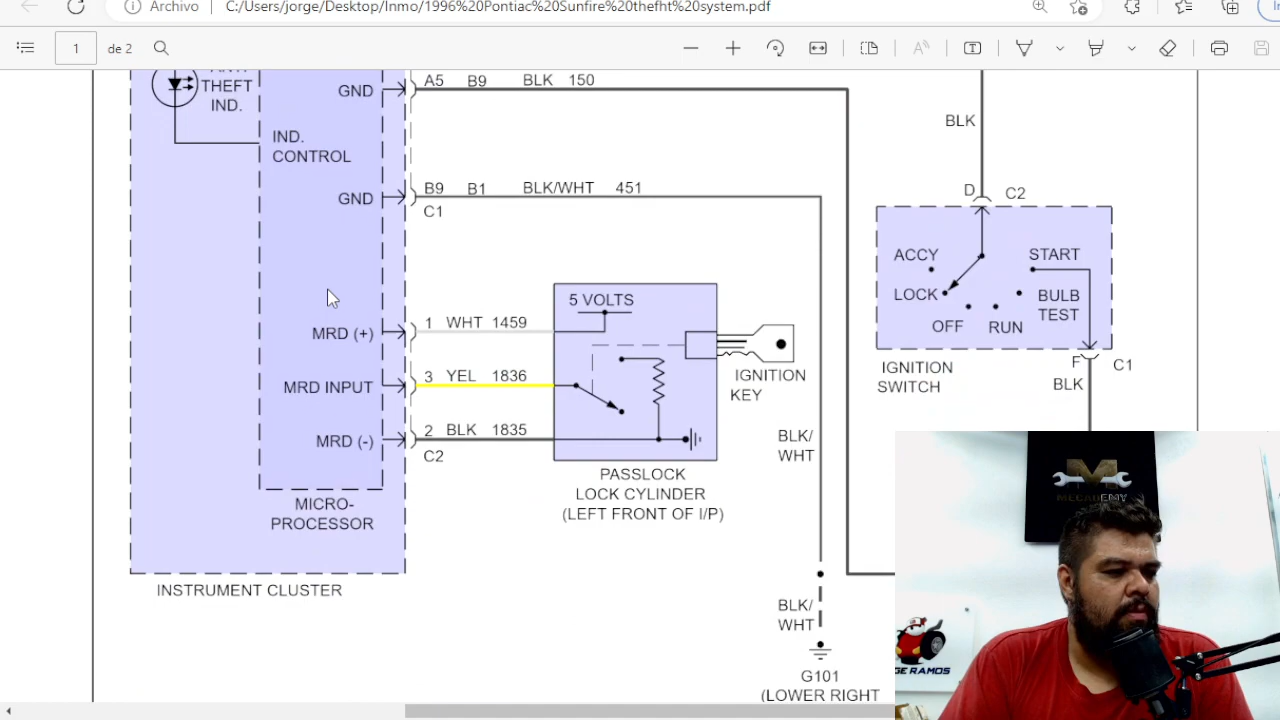 Archivo
C:/Users/jorge/Desktop/Inmo/1996%20Pontiac%20Sunfire%20thefht%20system.pdf
1 de 2
THEFT
IND.
IND.
CONTROL
GND
A5 B9 BLK 150
GND
B9 B1 BLK/WHT 451
C1
MRD (+)
1 WHT 1459
MRD INPUT
3 YEL 1836
MRD (-)
2 BLK 1835
C2
MICRO-
PROCESSOR
INSTRUMENT CLUSTER
5 VOLTS
IGNITION
KEY
PASSLOCK
LOCK CYLINDER
(LEFT FRONT OF I/P)
BLK/
WHT
BLK/
WHT
G101
(LOWER RIGHT
BLK
D C2
ACCY
START
LOCK
BULB
TEST
OFF
RUN
IGNITION
SWITCH
F C1
BLK
M
MECADEMY
GE RAMOS